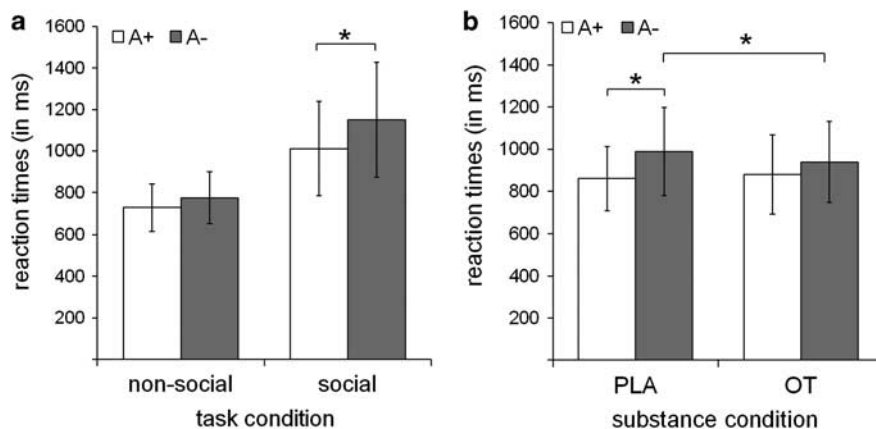 a
A+ A-
*
reaction times (in ms)
1600
1400
1200
1000
800
600
400
200
non-social social
task condition
b
A+ A-
*
*
reaction times (in ms)
1600
1400
1200
1000
800
600
400
200
PLA OT
substance condition